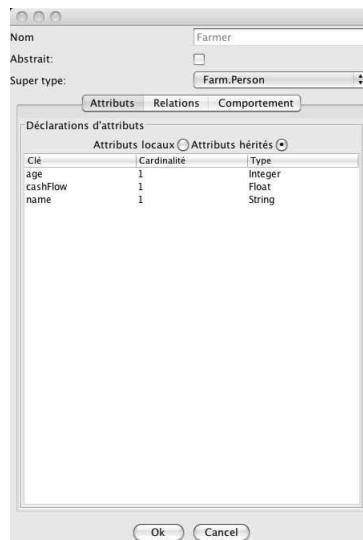 Nom Farmer
Abstrait:
Super type: Farm.Person
Attributs Relations Comportement
Déclarations d'attributs
Attributs locaux Attributs hérités
Clé Cardinalité Type
age 1 Integer
cashFlow 1 Float
name 1 String
Ok Cancel